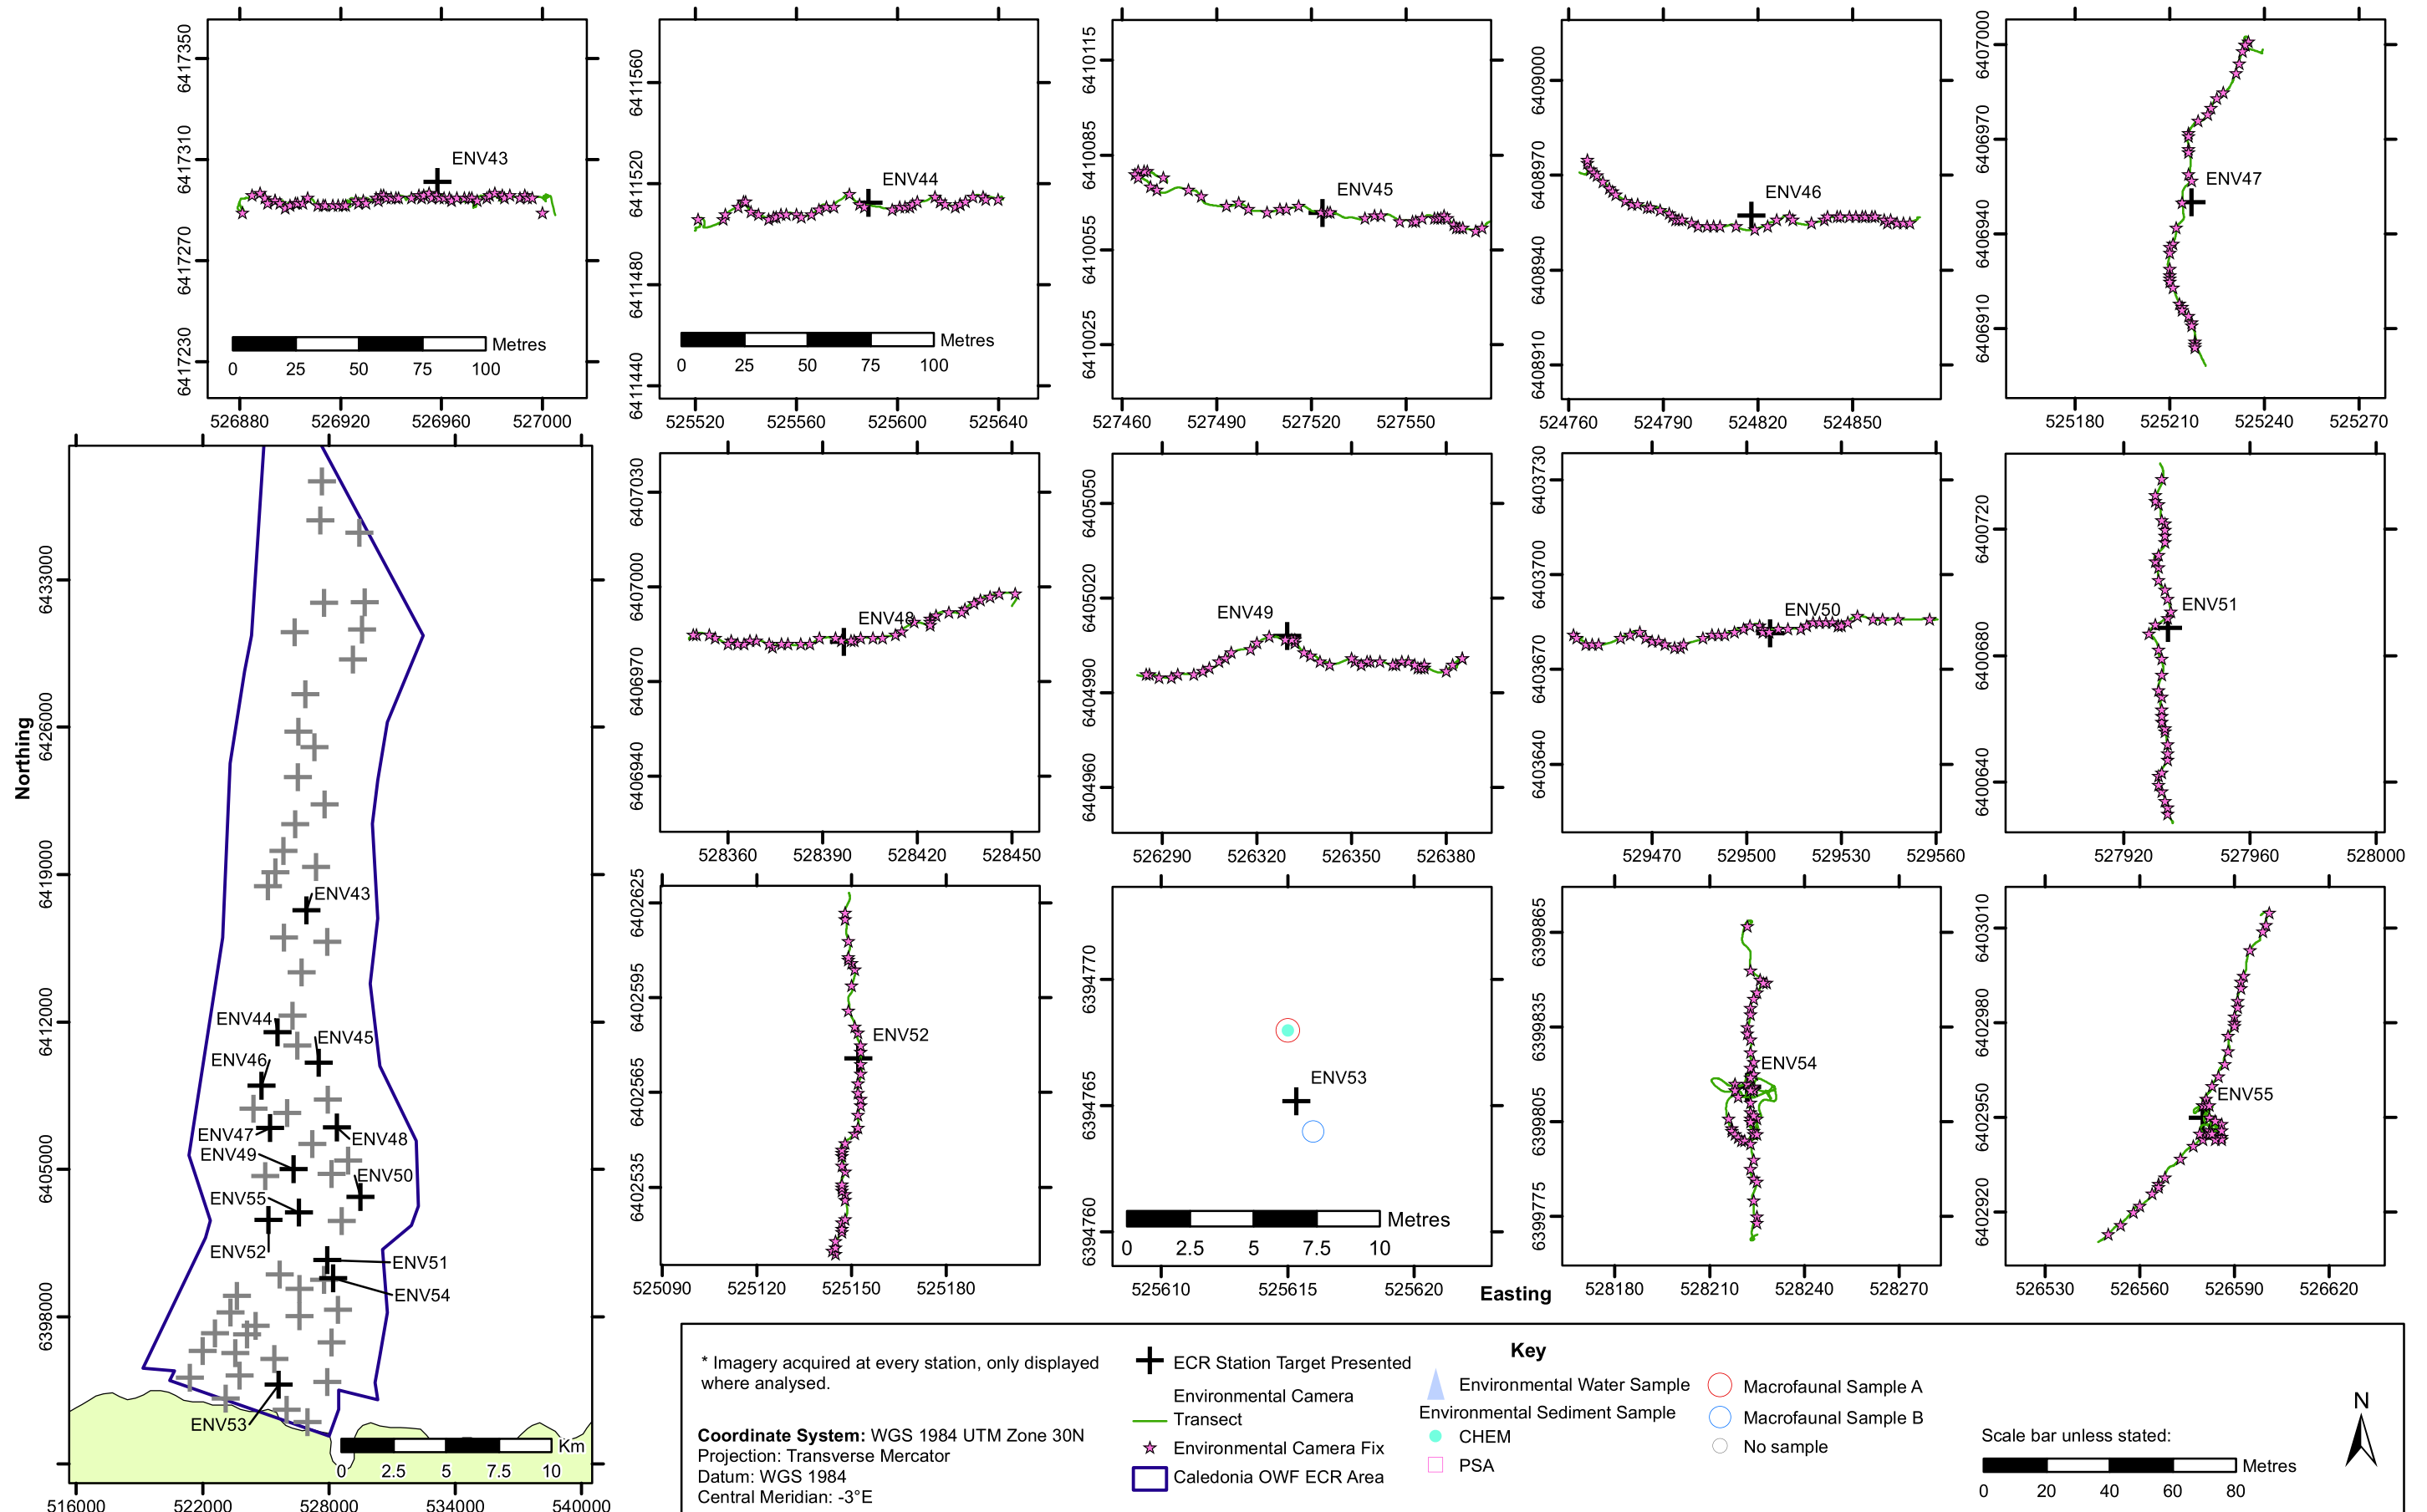 6417350
6417310
6417270
6417230
ENV43
0 25 50 75 100 Metres
526880 526920 526960 527000
6411560
6411520
6411480
6411440
ENV44
0 25 50 75 100 Metres
525520 525560 525600 525640
6410115
6410085
6410055
6410025
ENV45
527460 527490 527520 527550
6409000
6408970
6408940
6408910
ENV46
524760 524790 524820 524850
6407000
6406970
6406940
6406910
ENV47
525180 525210 525240 525270
Northing
6433000
6426000
6419000
6412000
6405000
6398000
ENV43
ENV44
ENV45
ENV46
ENV47
ENV48
ENV49
ENV50
ENV55
ENV52
ENV51
ENV54
ENV53
0 2.5 5 7.5 10 Km
516000 522000 528000 534000 540000
6407030
6407000
6406970
6406940
ENV48
528360 528390 528420 528450
6405050
6405020
6404990
6404960
ENV49
526290 526320 526350 526380
6403730
6403700
6403670
6403640
ENV50
529470 529500 529530 529560
6400720
6400680
6400640
ENV51
527920 527960 528000
6402625
6402595
6402565
6402535
ENV52
525090 525120 525150 525180
6394770
6394765
6394760
ENV53
0 2.5 5 7.5 10 Metres
525610 525615 525620
6399865
6399835
6399805
6399775
ENV54
528180 528210 528240 528270
6403010
6402980
6402950
6402920
ENV55
526530 526560 526590 526620
Easting
* Imagery acquired at every station, only displayed
where analysed.
Coordinate System: WGS 1984 UTM Zone 30N
Projection: Transverse Mercator
Datum: WGS 1984
Central Meridian: -3°E
Key
ECR Station Target Presented
Environmental Camera
Transect
Environmental Camera Fix
Caledonia OWF ECR Area
Environmental Water Sample
Environmental Sediment Sample
CHEM
PSA
Macrofaunal Sample A
Macrofaunal Sample B
No sample
Scale bar unless stated:
0 20 40 60 80 Metres
N